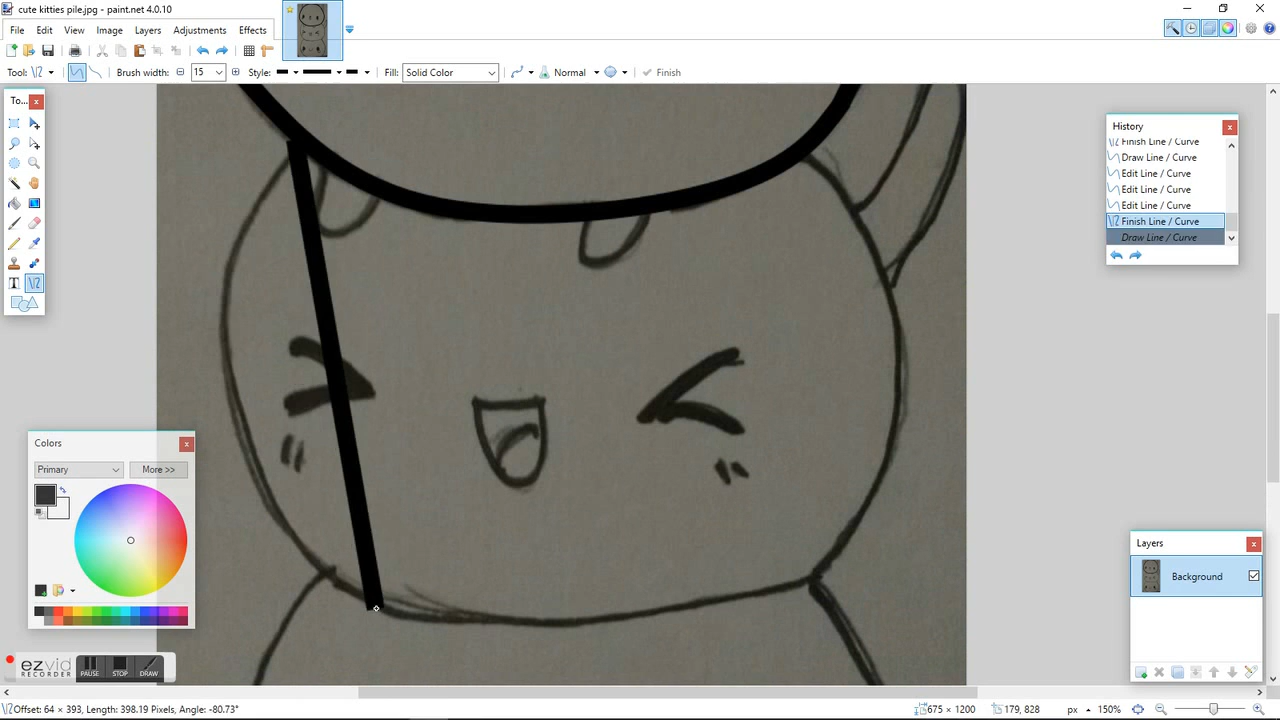 cute kitties pile.jpg - paint.net 4.0.10
File Edit View Image Layers Adjustments Effects
Tool: Brush width: 15 Style: Fill: Solid Color Normal Finish
To...
History
Finish Line / Curve
Draw Line / Curve
Edit Line / Curve
Edit Line / Curve
Edit Line / Curve
Finish Line / Curve
Draw Line / Curve
Colors
Primary More >>
Layers
Background
ezvid
RECORDER
PAUSE STOP DRAW
Offset: 64 × 393, Length: 398.19 Pixels, Angle: -80.73° 675 × 1200 179, 828 px 150%